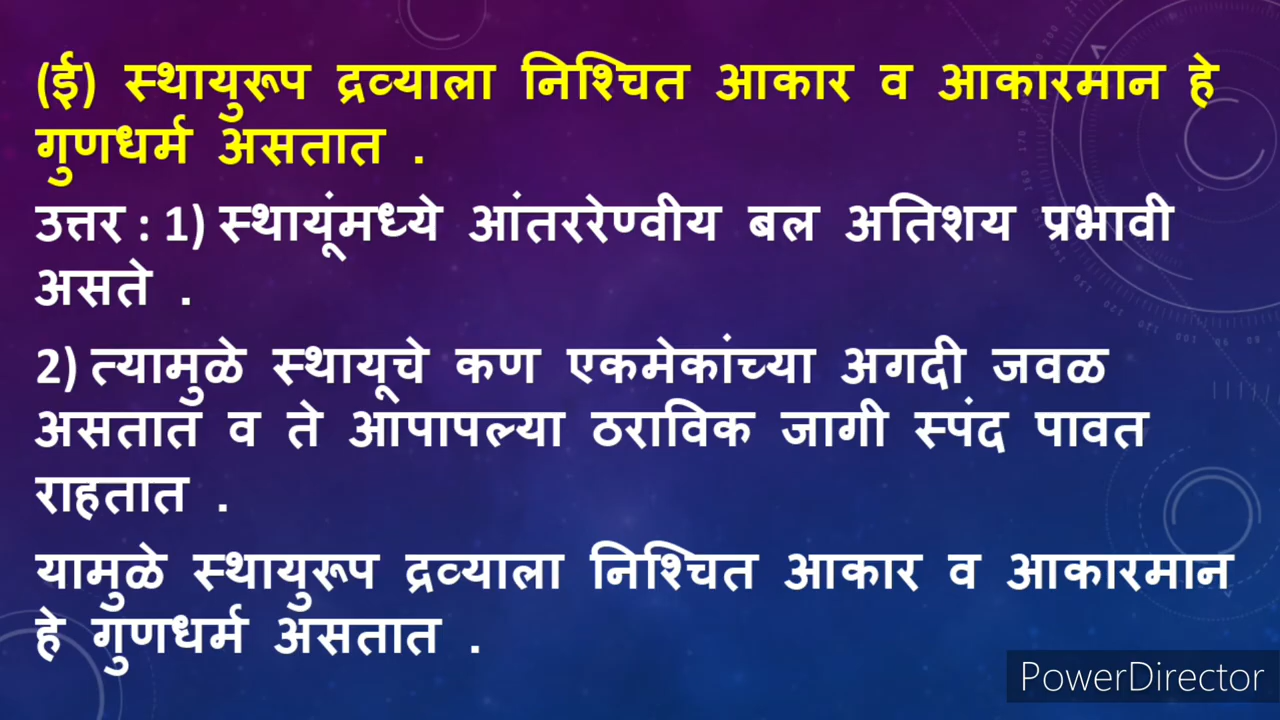 (ई) स्थायुरूप द्रव्याला निश्चित आकार व आकारमान हे
गुणधर्म असतात .
उत्तर : 1) स्थायूंमध्ये आंतररेण्वीय बल अतिशय प्रभावी
असते .
2) त्यामुळे स्थायूचे कण एकमेकांच्या अगदी जवळ
असतात व ते आपापल्या ठराविक जागी स्पंद पावत
राहतात .
यामुळे स्थायुरूप द्रव्याला निश्चित आकार व आकारमान
हे गुणधर्म असतात .
PowerDirector